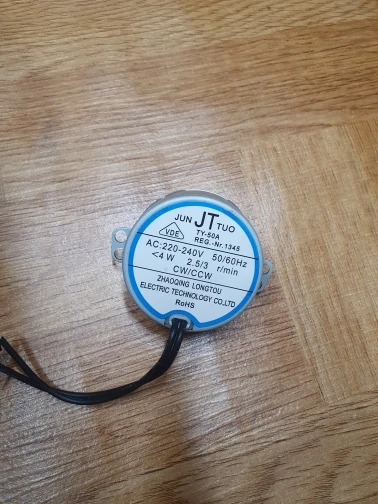 JUN JT TUO
TY-50A
VDE REG.-Nr.1345
AC:220-240V 50/60Hz
<4 W 2.5/3 r/min
CW/CCW
ZHAOQING LONGTOU
ELECTRIC TECHNOLOGY CO.,LTD
RoHS